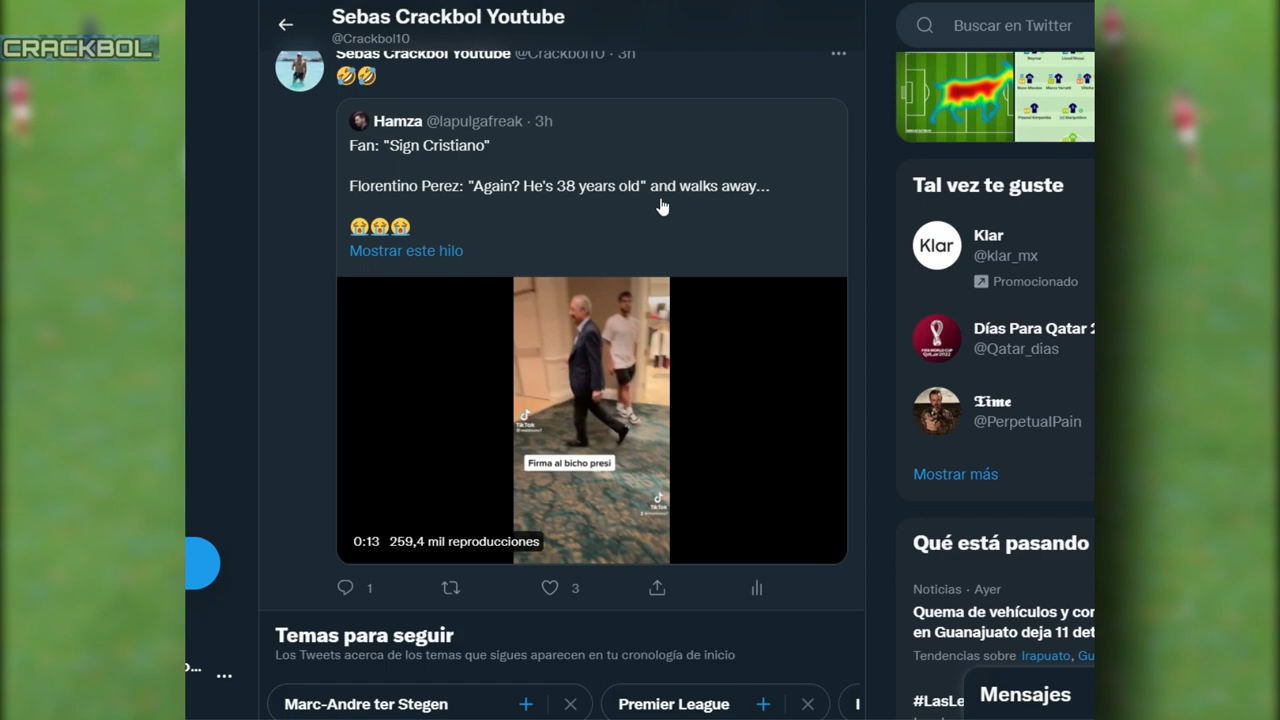 CRACKBOL
Sebas Crackbol Youtube
@Crackbol10
Buscar en Twitter
Sebas Crackbol Youtube @Crackbol10 · 3h
🤣🤣
Hamza @lapulgafreak · 3h
Fan: "Sign Cristiano"
Florentino Perez: "Again? He's 38 years old" and walks away...
😭😭😭
Mostrar este hilo
TikTok
Firma al bicho presi
TikTok
0:13 259,4 mil reproducciones
1
3
Temas para seguir
Los Tweets acerca de los temas que sigues aparecen en tu cronología de inicio
Marc-Andre ter Stegen
Premier League
Tal vez te guste
Klar
Klar
@klar_mx
Promocionado
Días Para Qatar 2
@Qatar_dias
𝕿𝖎𝖒𝖊
@PerpetualPain
Mostrar más
Qué está pasando
Noticias · Ayer
Quema de vehículos y cor
en Guanajuato deja 11 det
Tendencias sobre Irapuato, Gu
#LasLe
Mensajes